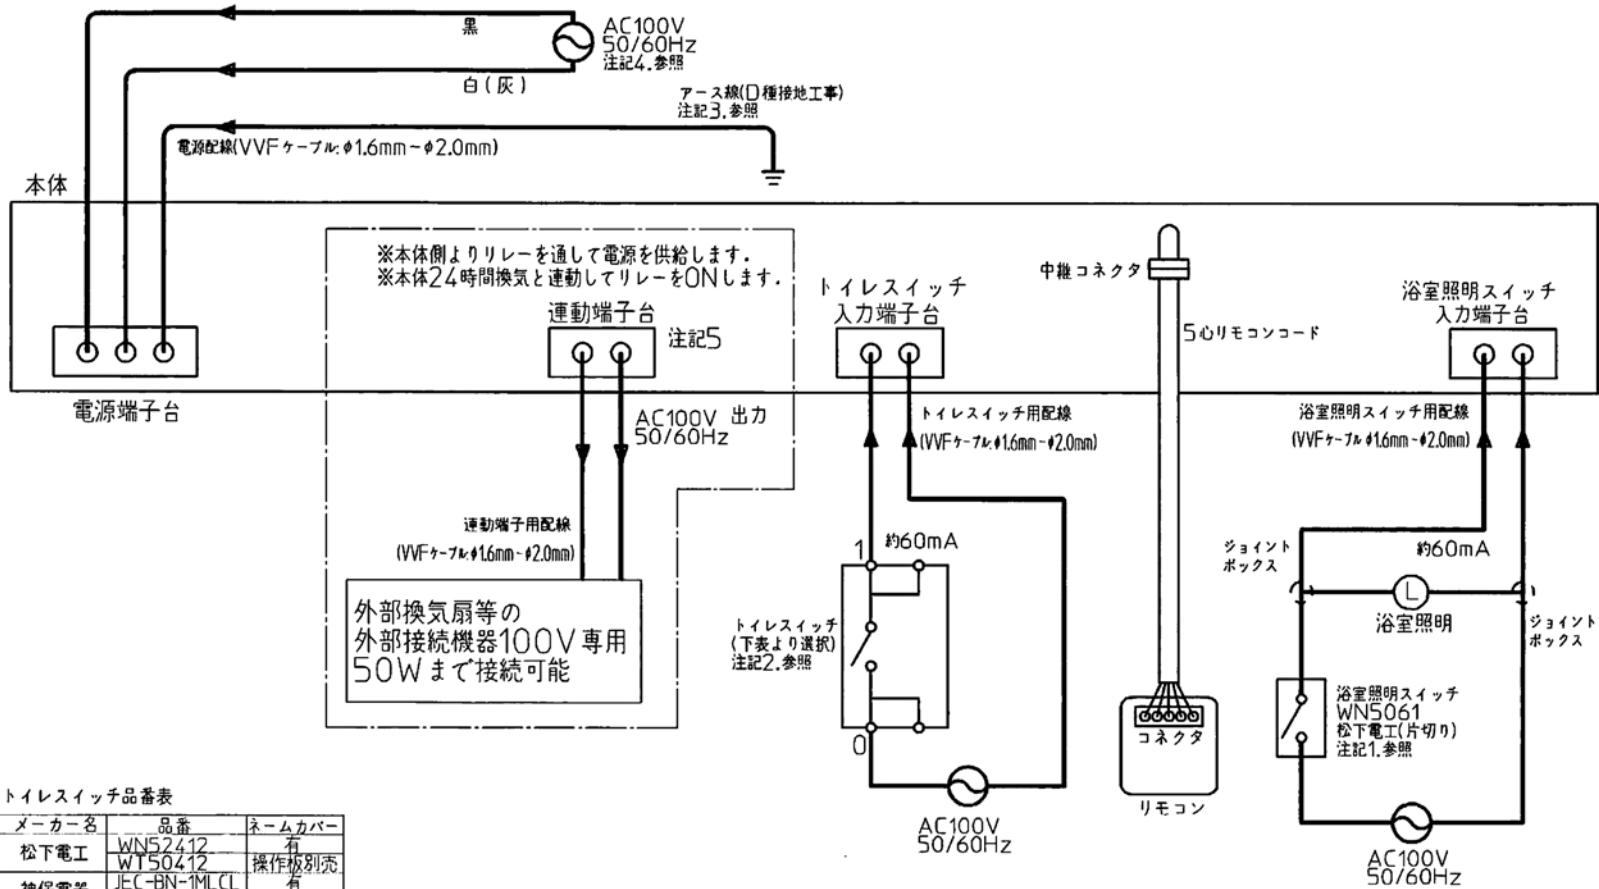 黒
AC100V
50/60Hz
注記4.参照
白(灰)
アース線(D種接地工事)
注記3.参照
電源配線(VVFケーブル:φ1.6mm~φ2.0mm)
本体
※本体側よりリレーを通して電源を供給します.
※本体24時間換気と連動してリレーをONします.
連動端子台
注記5
トイレスイッチ
入力端子台
中継コネクタ
5心リモコンコード
浴室照明スイッチ
入力端子台
電源端子台
AC100V 出力
50/60Hz
トイレスイッチ用配線
(VVFケーブル:φ1.6mm~φ2.0mm)
浴室照明スイッチ用配線
(VVFケーブル φ1.6mm~φ2.0mm)
連動端子用配線
(VVFケーブル:φ1.6mm~φ2.0mm)
外部換気扇等の
外部接続機器100V専用
50Wまで接続可能
1
約60mA
トイレスイッチ
(下表より選択)
注記2.参照
0
AC100V
50/60Hz
コネクタ
リモコン
ジョイント
ボックス
約60mA
L
浴室照明
ジョイント
ボックス
浴室照明スイッチ
WN5061
松下電工(片切り)
注記1.参照
AC100V
50/60Hz
トイレスイッチ品番表
メーカー名 品番 ネームカバー
松下電工 WN52412 有
WT50412 操作板別売
神保電器 JEC-BN-1MLCL 有